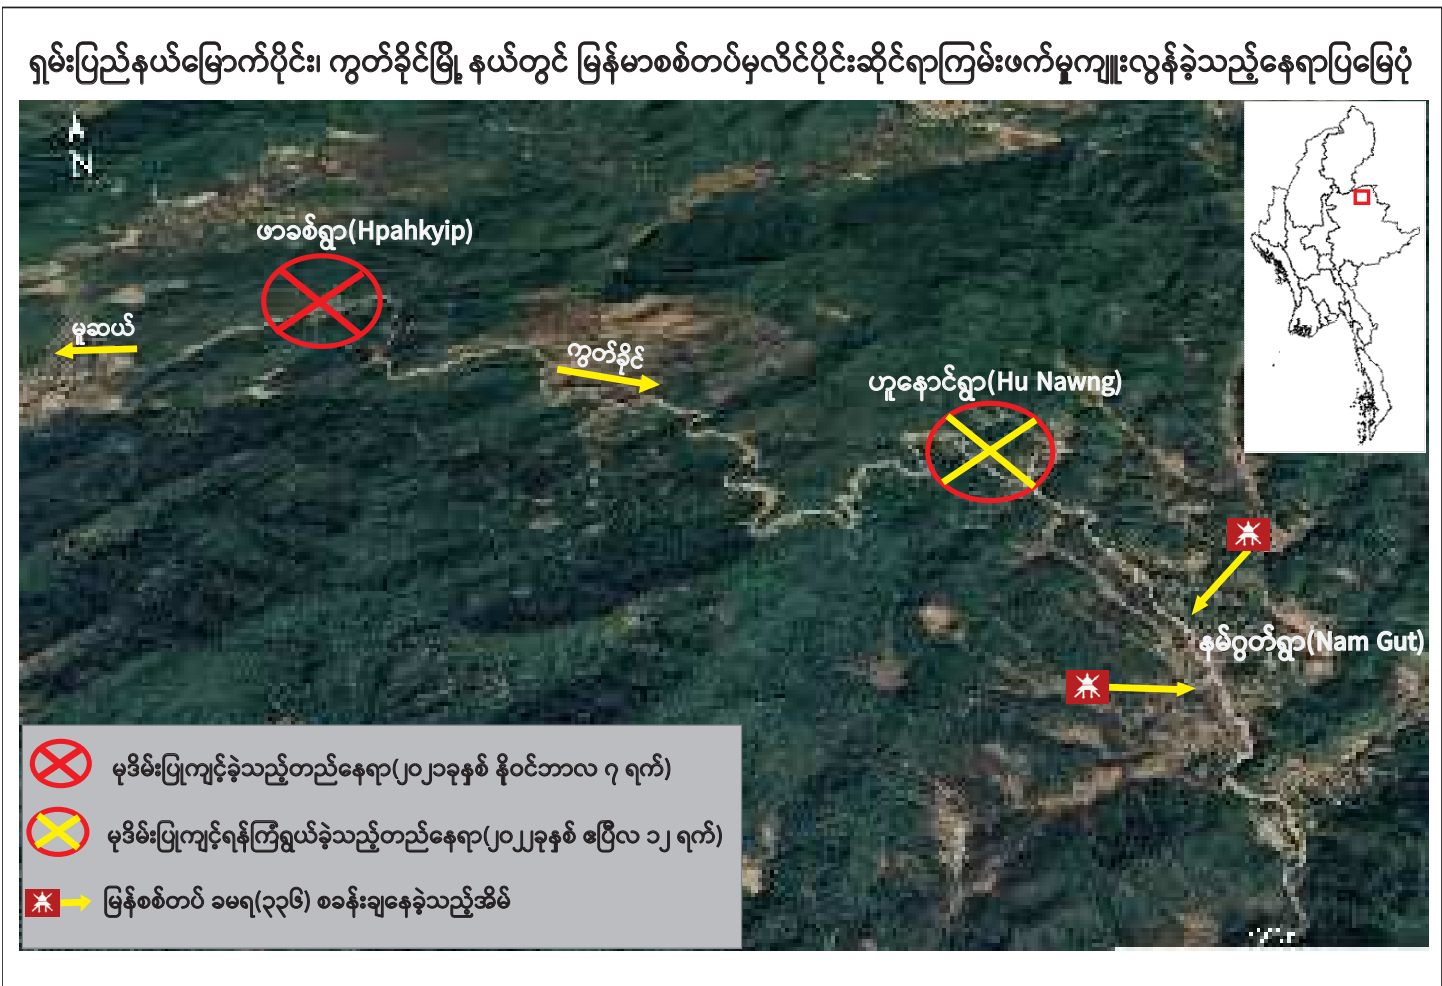 ရှမ်းပြည်နယ်မြောက်ပိုင်း၊ ကွတ်ခိုင်မြို့ နယ်တွင် မြန်မာစစ်တပ်မှလိင်ပိုင်းဆိုင်ရာကြမ်းဖက်မှုကျူးလွန်ခဲ့သည့်နေရာပြမြေပုံ
N
ဖာခစ်ရွာ(Hpahkyip)
မူဆယ်
ကွတ်ခိုင်
ဟူနောင်ရွာ(Hu Nawng)
နမ်ဂွတ်ရွာ(Nam Gut)
မုဒိမ်းပြုကျင့်ခဲ့သည့်တည်နေရာ(၂၀၂၁ခုနှစ် နိုဝင်ဘာလ ၇ ရက်)
မုဒိမ်းပြုကျင့်ရန်ကြံရွယ်ခဲ့သည့်တည်နေရာ(၂၀၂၂ခုနှစ် ဧပြီလ ၁၂ ရက်)
မြန်စစ်တပ် ခမရ(၃၃၆) စခန်းချနေခဲ့သည့်အိမ်